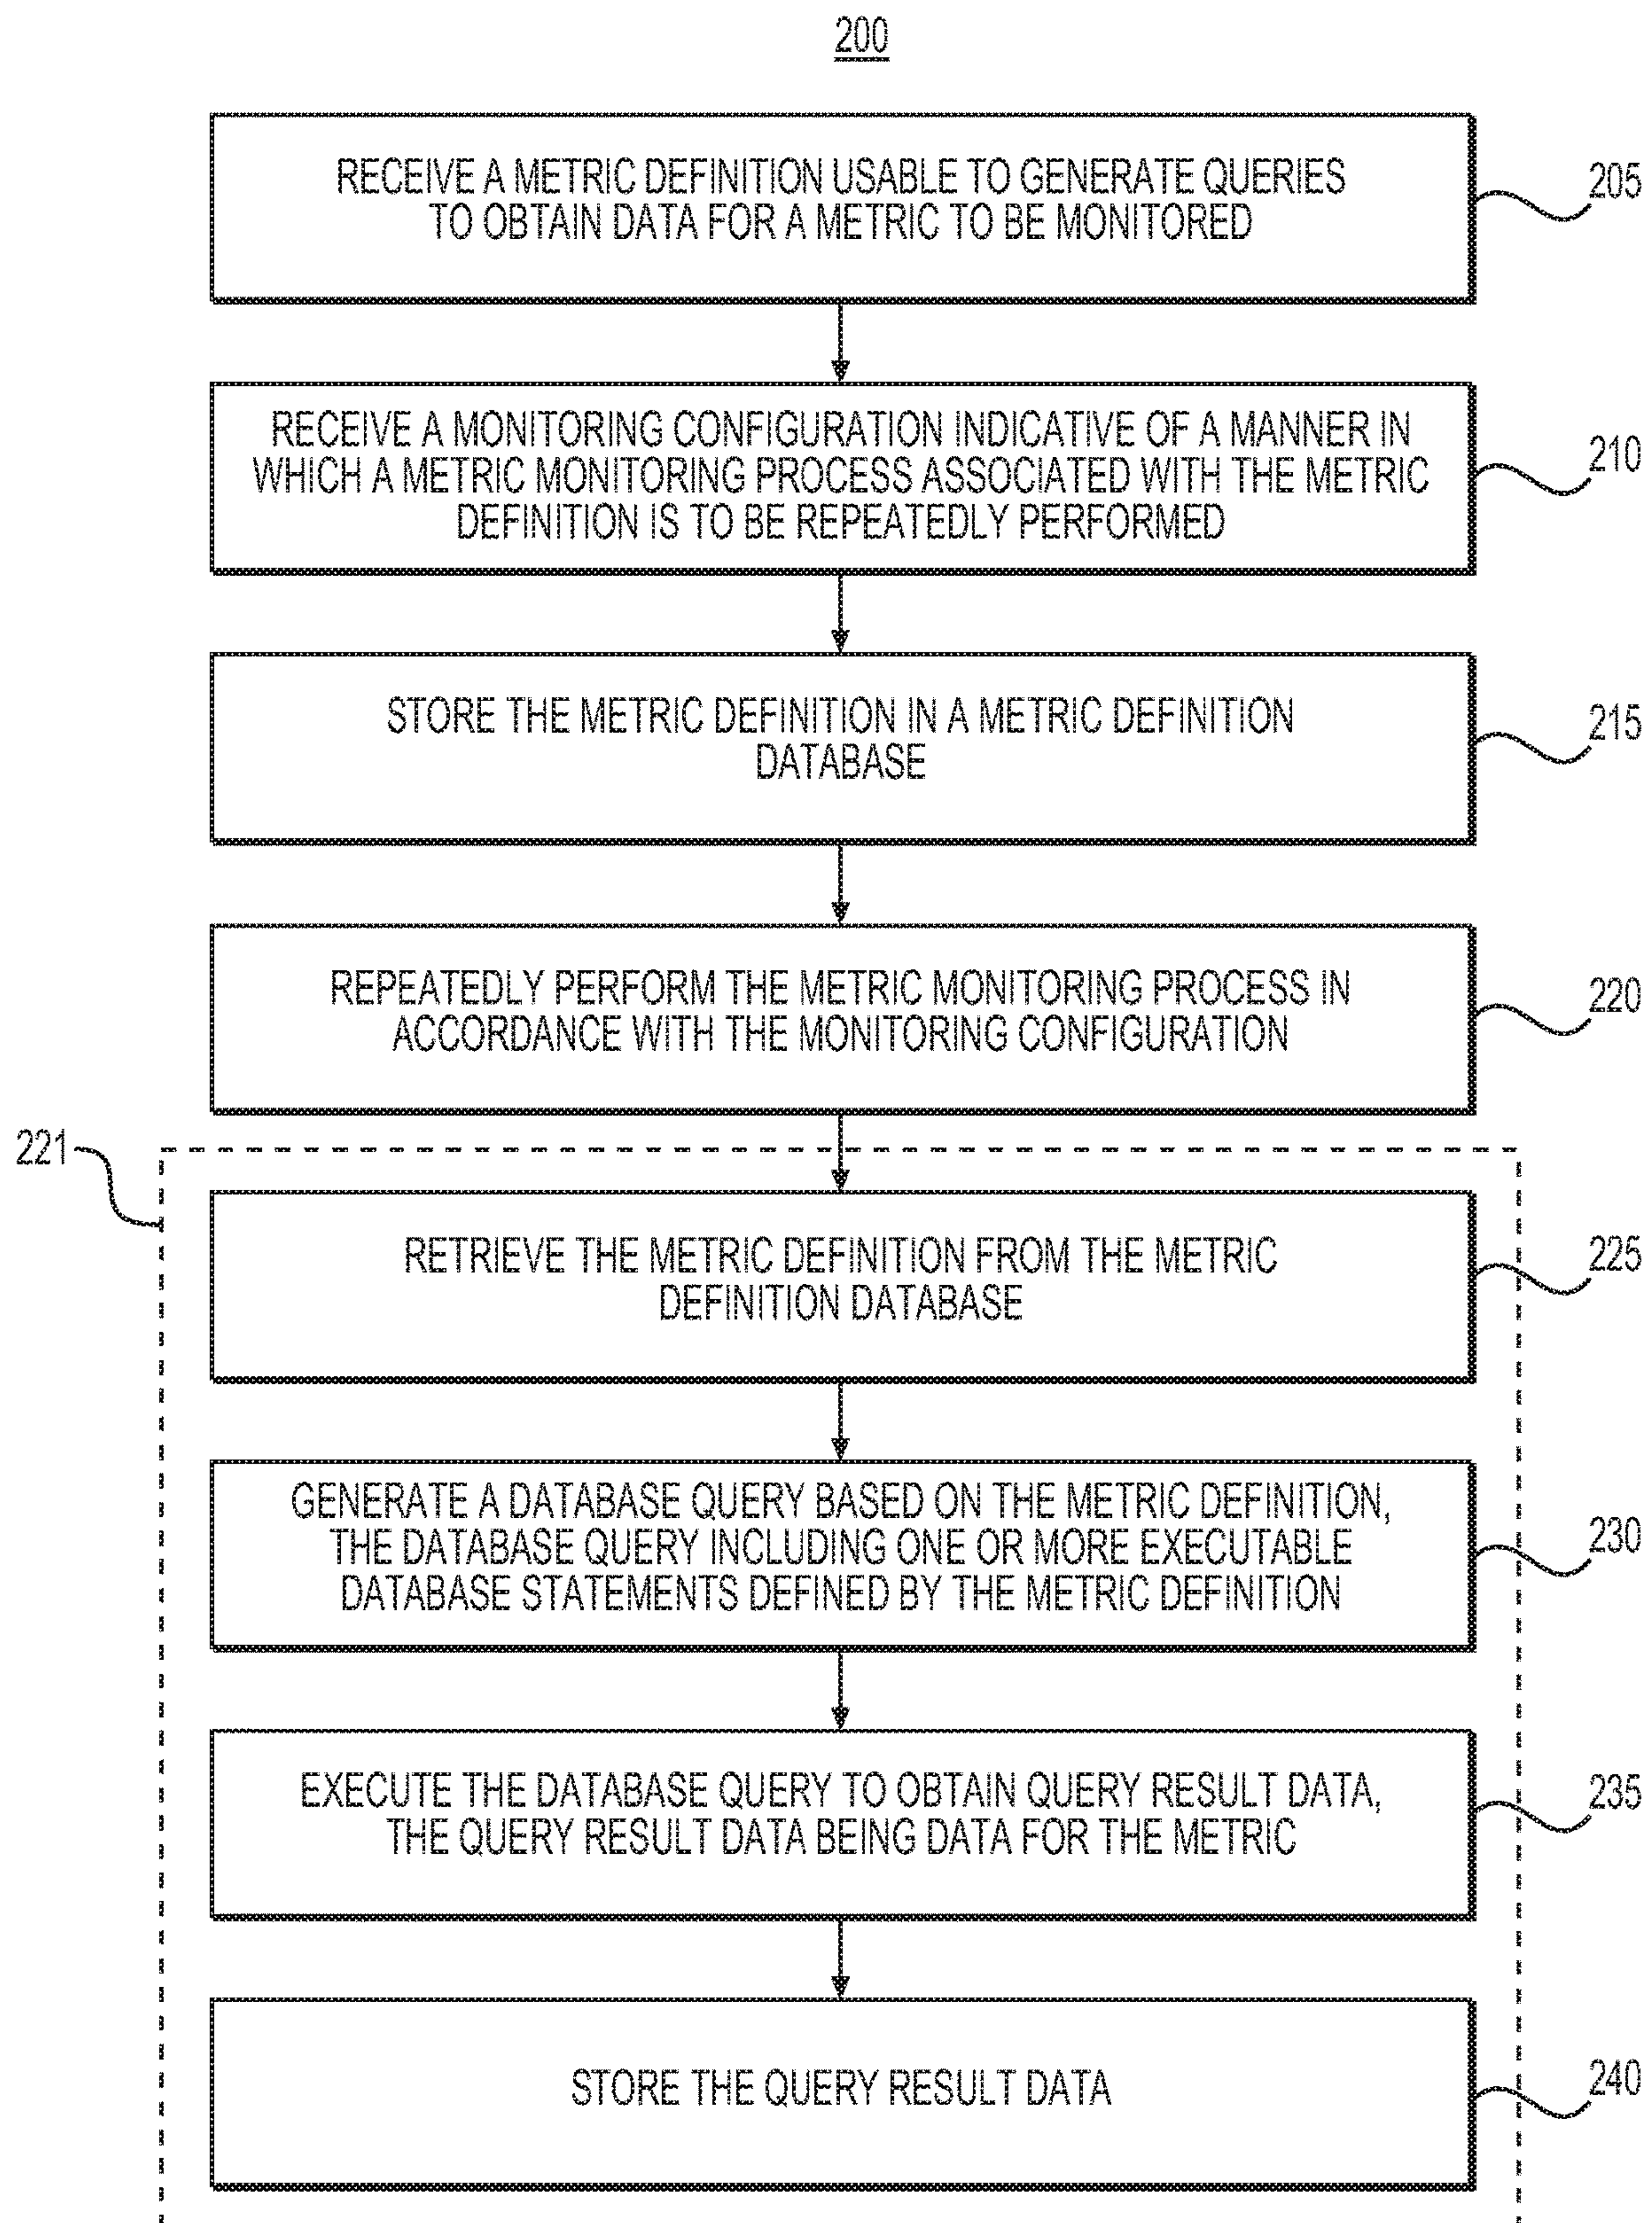 200
RECEIVE A METRIC DEFINITION USABLE TO GENERATE QUERIES
TO OBTAIN DATA FOR A METRIC TO BE MONITORED
205
RECEIVE A MONITORING CONFIGURATION INDICATIVE OF A MANNER IN
WHICH A METRIC MONITORING PROCESS ASSOCIATED WITH THE METRIC
DEFINITION IS TO BE REPEATEDLY PERFORMED
210
STORE THE METRIC DEFINITION IN A METRIC DEFINITION
DATABASE
215
REPEATEDLY PERFORM THE METRIC MONITORING PROCESS IN
ACCORDANCE WITH THE MONITORING CONFIGURATION
220
221
RETRIEVE THE METRIC DEFINITION FROM THE METRIC
DEFINITION DATABASE
225
GENERATE A DATABASE QUERY BASED ON THE METRIC DEFINITION,
THE DATABASE QUERY INCLUDING ONE OR MORE EXECUTABLE
DATABASE STATEMENTS DEFINED BY THE METRIC DEFINITION
230
EXECUTE THE DATABASE QUERY TO OBTAIN QUERY RESULT DATA,
THE QUERY RESULT DATA BEING DATA FOR THE METRIC
235
STORE THE QUERY RESULT DATA
240